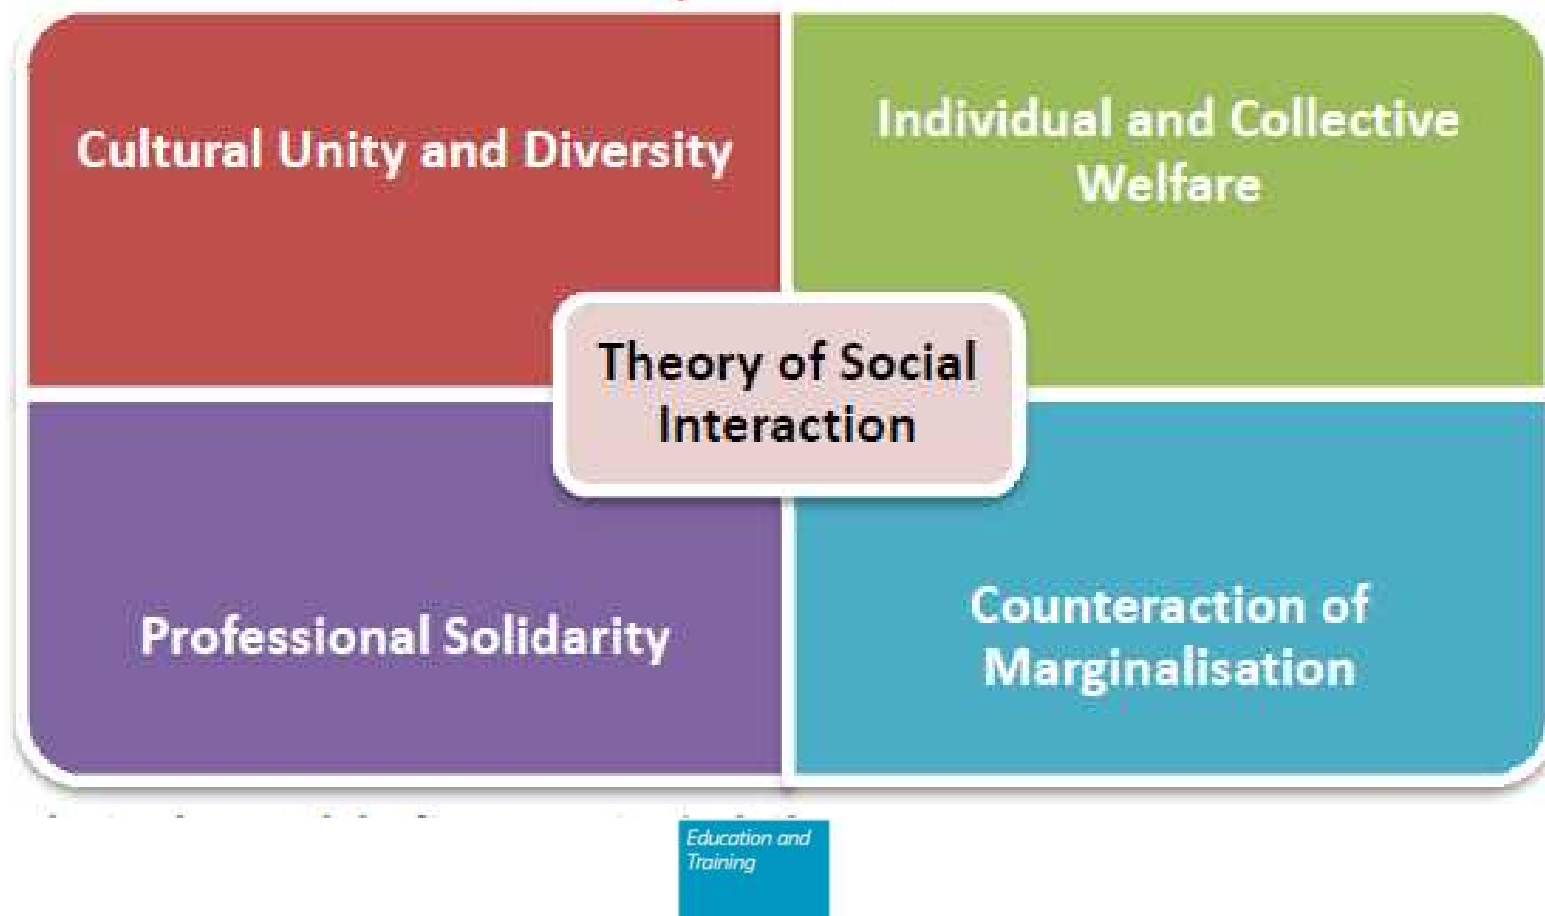 Cultural Unity and Diversity
Individual and Collective
Welfare
Theory of Social
Interaction
Professional Solidarity
Counteraction of
Marginalisation
Education and
Training